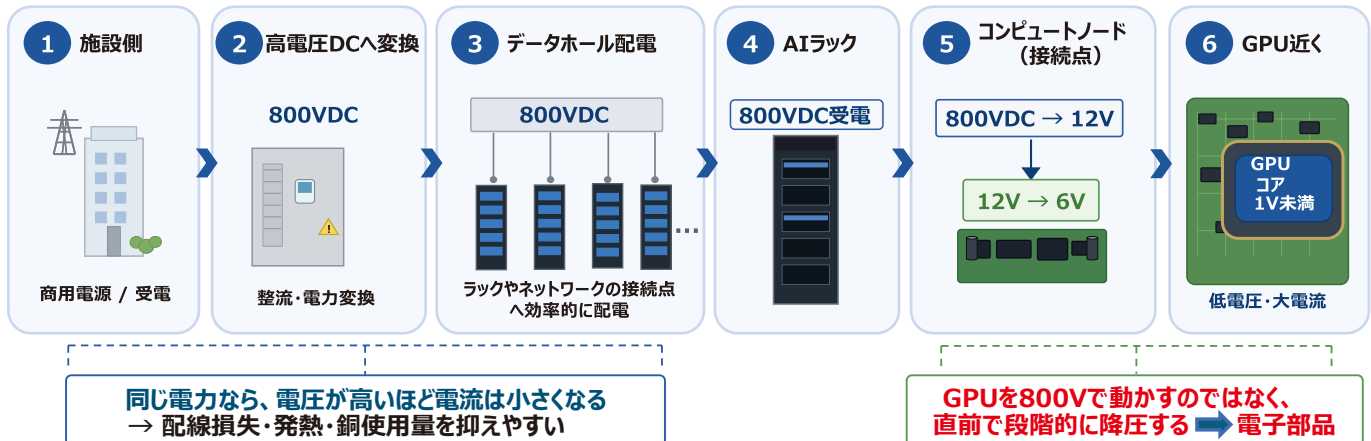 1 施設側
商用電源 / 受電
2 高電圧DCへ変換
800VDC
!
整流・電力変換
3 データホール配電
800VDC
...
ラックやネットワークの接続点
へ効率的に配電
4 AIラック
800VDC受電
5 コンピュートノード
（接続点）
800VDC → 12V
12V → 6V
6 GPU近く
GPU
コア
1V未満
低電圧・大電流
同じ電力なら、電圧が高いほど電流は小さくなる
→ 配線損失・発熱・銅使用量を抑えやすい
GPUを800Vで動かすのではなく、
直前で段階的に降圧する ➡ 電子部品